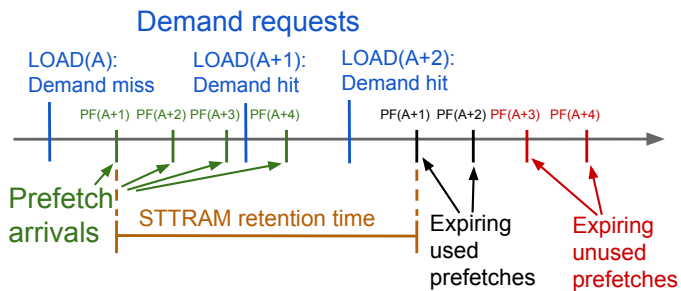 Demand requests
LOAD(A):
Demand miss
LOAD(A+1):
Demand hit
LOAD(A+2):
Demand hit
PF(A+1) PF(A+2) PF(A+3) PF(A+4) PF(A+1) PF(A+2) PF(A+3) PF(A+4)
Prefetch
arrivals
STTRAM retention time
Expiring
used
prefetches
Expiring
unused
prefetches